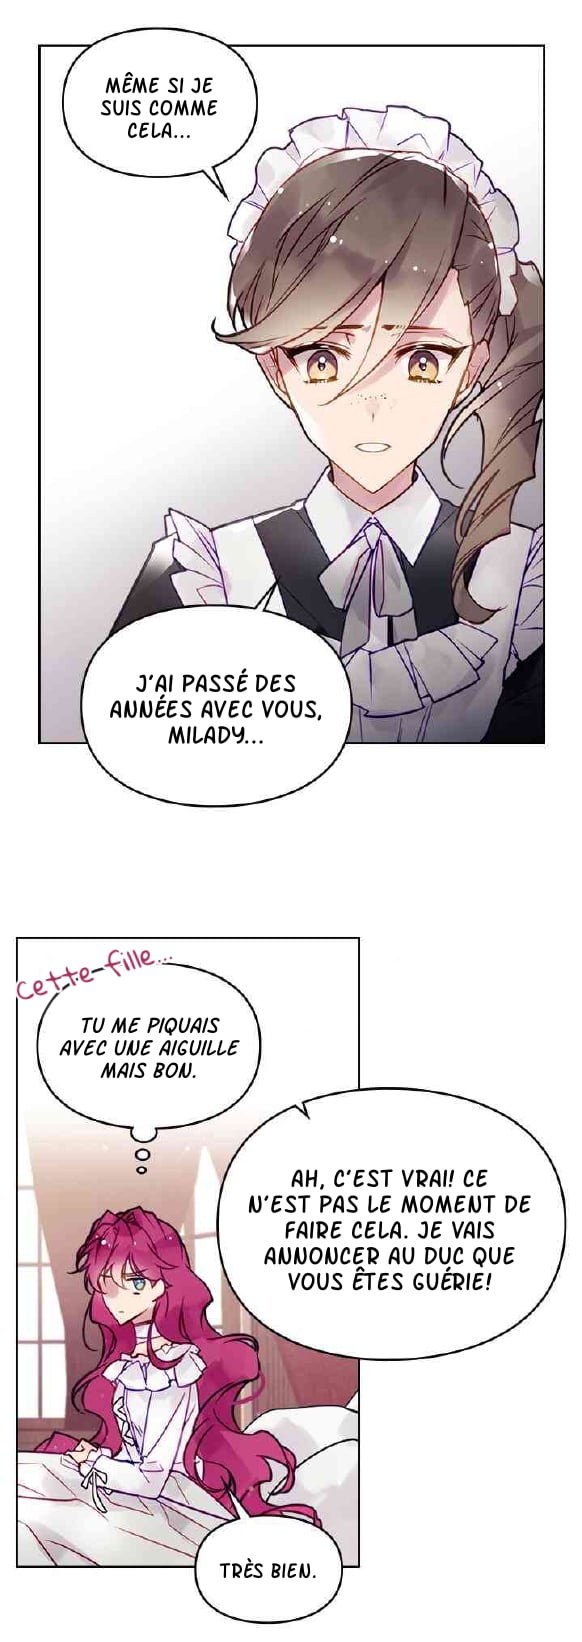 MÊME SI JE
SUIS COMME
CELA...
J'AI PASSÉ DES
ANNÉES AVEC VOUS,
MILADY...
Cette fille...
TU ME PIQUAIS
AVEC UNE AIGUILLE
MAIS BON.
AH, C'EST VRAI! CE
N'EST PAS LE MOMENT DE
FAIRE CELA. JE VAIS
ANNONCER AU DUC QUE
VOUS ÊTES GUÉRIE!
TRÈS BIEN.